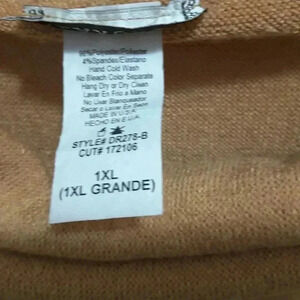 96% Polyester/Poliester
4%Spandex/Elastano
Hand Cold Wash
No Bleach Color Separate
Hang Dry or Dry Clean
Lavar En Frio a Mano
No Usar Blanqueador
Secar o Lavar En Seco
MADE IN U.S.A.
HECHO EN E.U.A.
STYLE# DR278-B
CUT# 172106
1XL
(1XL GRANDE)